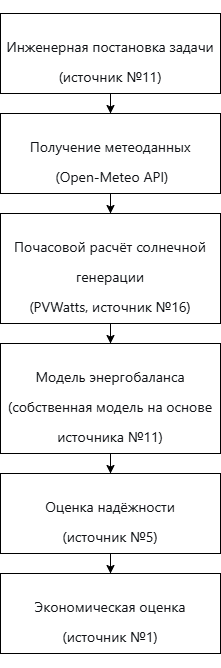 Инженерная постановка задачи
(источник №11)
Получение метеоданных
(Open-Meteo API)
Почасовой расчёт солнечной
генерации
(PVWatts, источник №16)
Модель энергобаланса
(собственная модель на основе
источника №11)
Оценка надёжности
(источник №5)
Экономическая оценка
(источник №1)